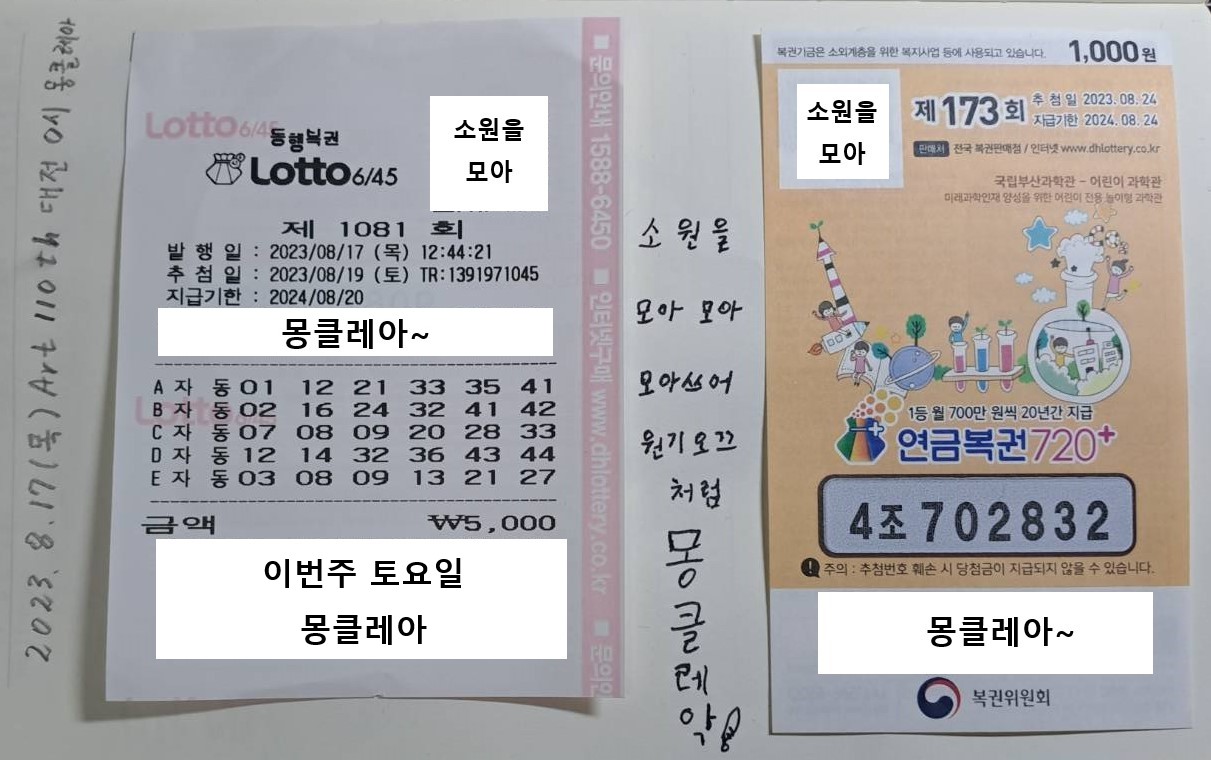 2023. 8. 17(목) Art 110th 대전 0시 몽클레아
Lotto 6/45
동행복권
Lotto 6/45
소원을
모아
제 1081 회
발 행 일 : 2023/08/17 (목) 12:44:21
추 첨 일 : 2023/08/19 (토) TR:1391971045
지급기한 : 2024/08/20
몽클레아~
A 자 동 01 12 21 33 35 41
B 자 동 02 16 24 32 41 42
C 자 동 07 08 09 20 28 33
D 자 동 12 14 32 36 43 44
E 자 동 03 08 09 13 21 27
금액 ₩5,000
이번주 토요일
몽클레아
■ 문의안내 1588-6450 ■ 인터넷구매 www.dhlottery.co.kr ■ 문의안
소원을
모아 모아
모아쓰어
원기오끄
처럼
몽
클
레
악
복권기금은 소외계층을 위한 복지사업 등에 사용되고 있습니다. 1,000원
소원을
모아
제173회
추 첨 일 2023. 08. 24
지급기한 2024. 08. 24
판매처 전국 복권판매점 / 인터넷 www.dhlottery.co.kr
국립부산과학관 - 어린이 과학관
미래과학인재 양성을 위한 어린이 전용 놀이형 과학관
1등 월 700만 원씩 20년간 지급
연금복권720+
4조 702832
! 주의 : 추첨번호 훼손 시 당첨금이 지급되지 않을 수 있습니다.
몽클레아~
복권위원회